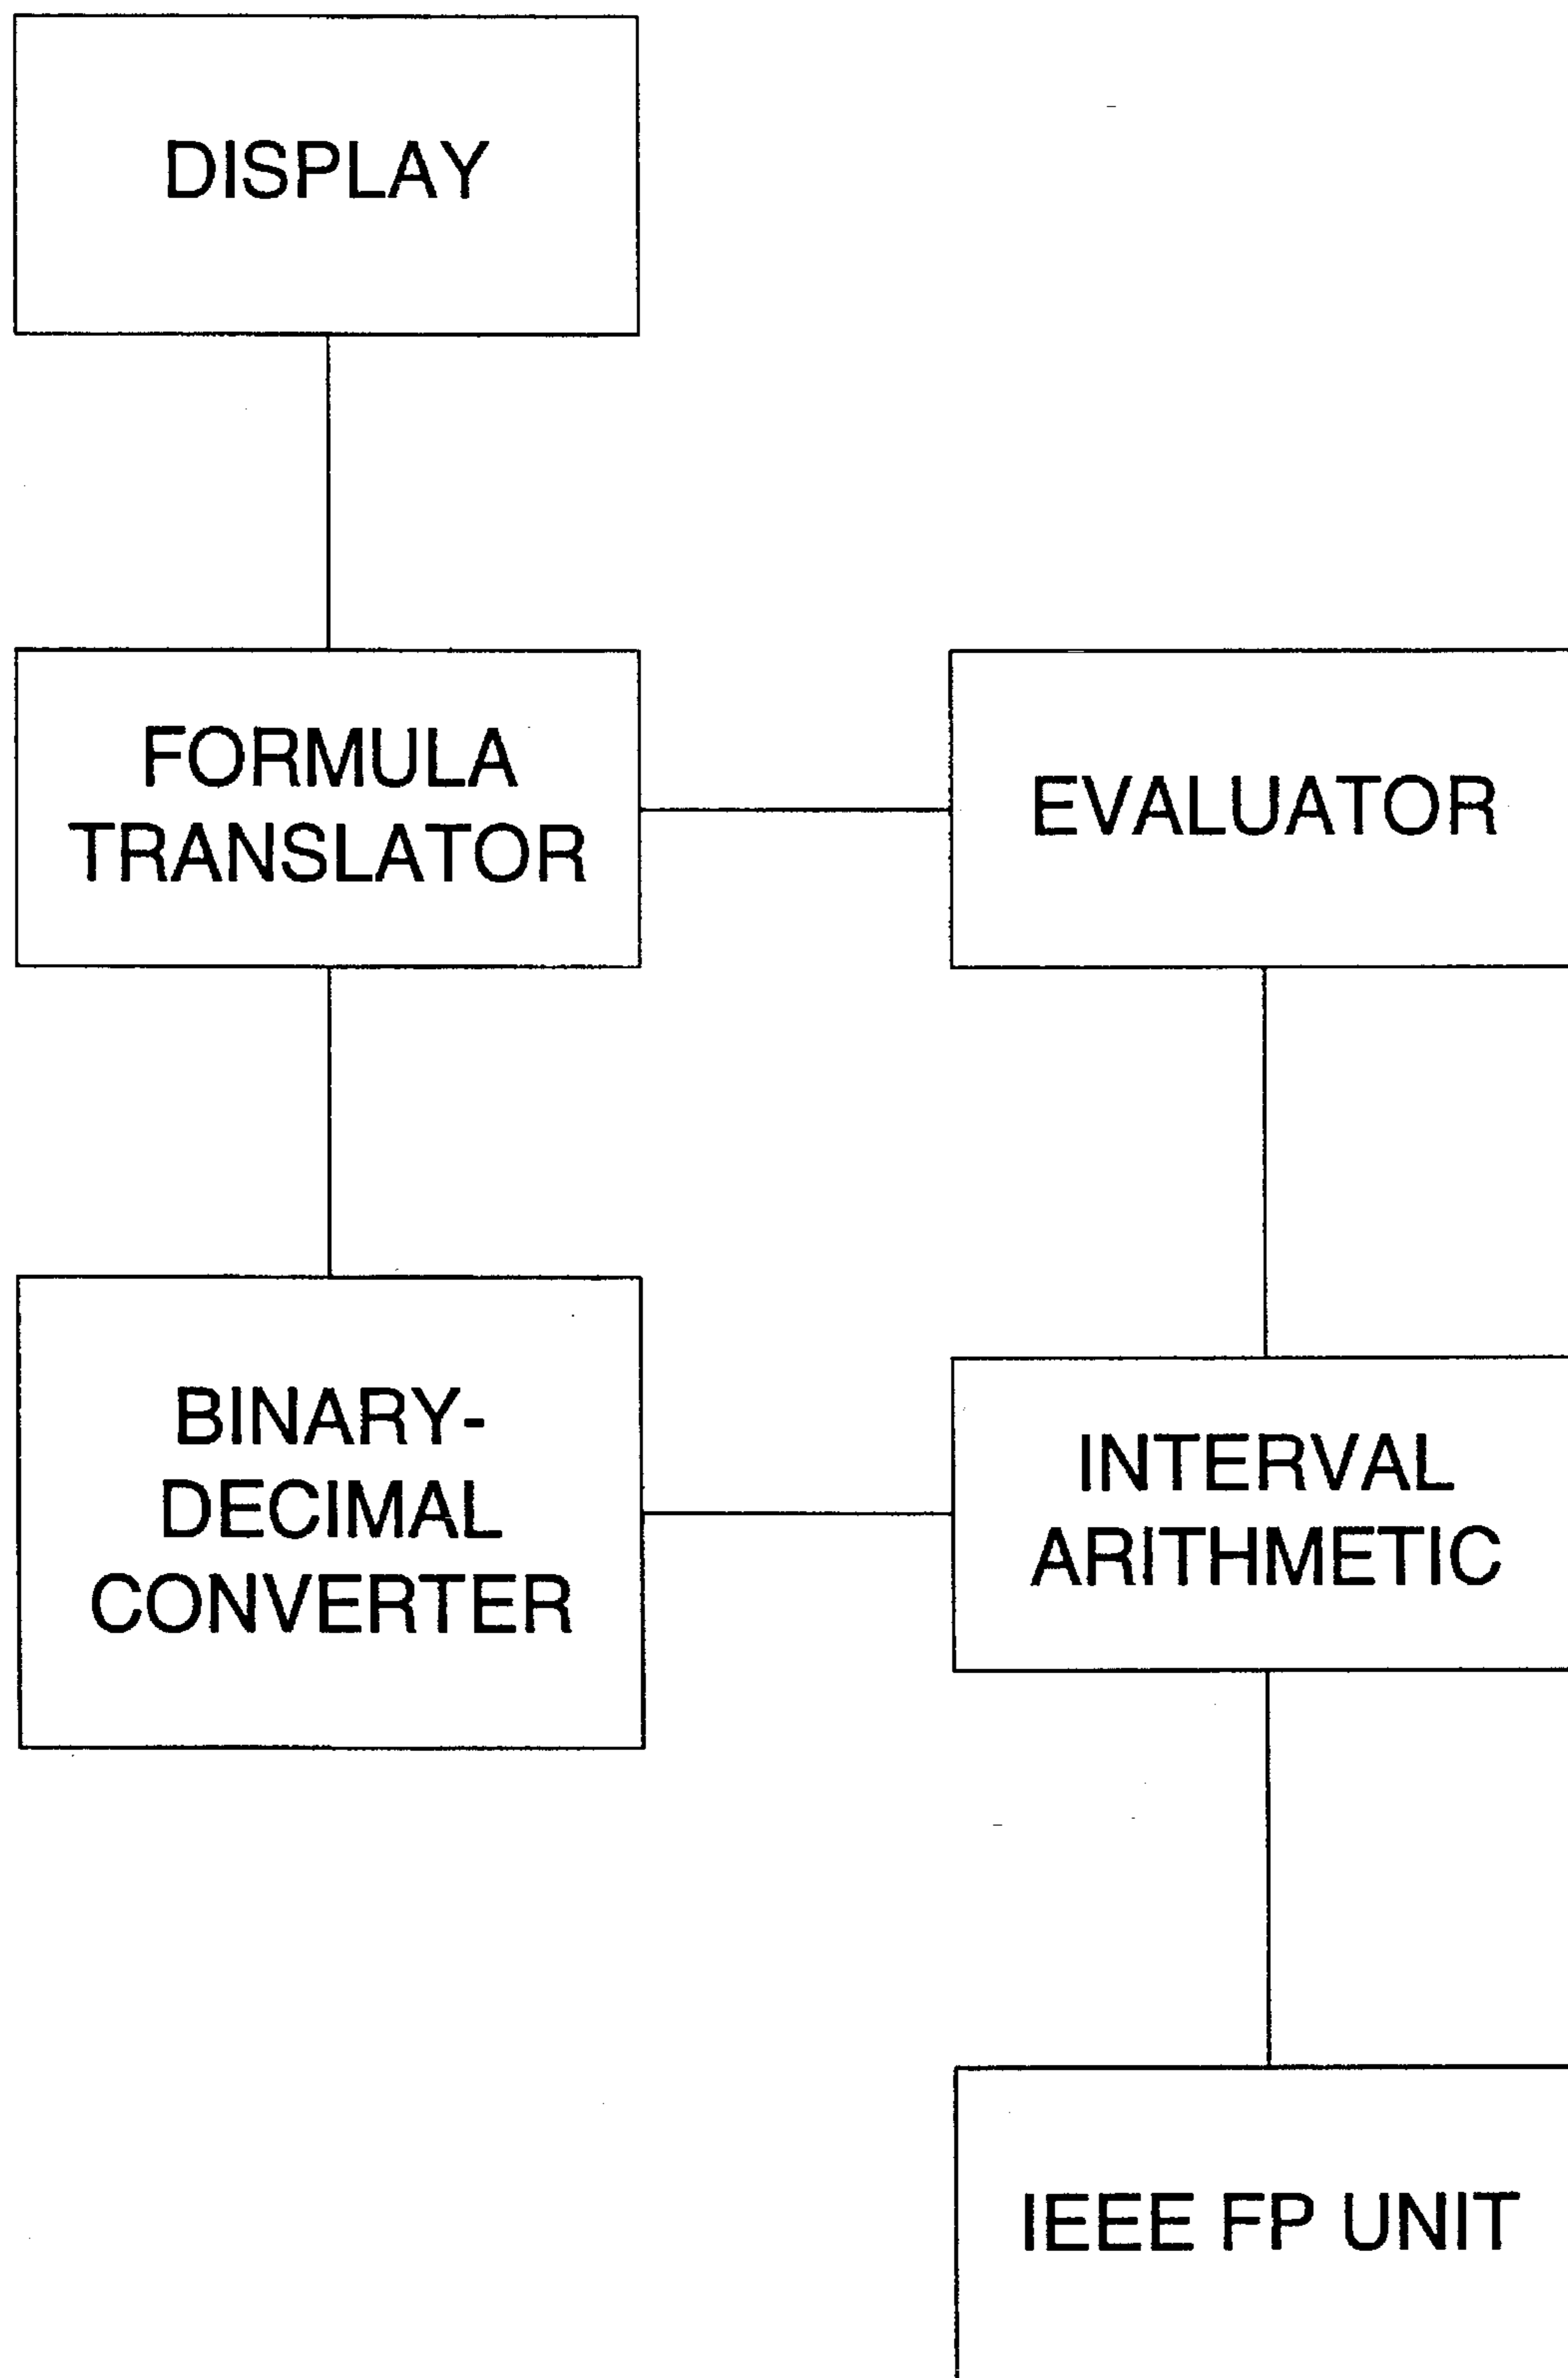 DISPLAY
FORMULA
TRANSLATOR
EVALUATOR
BINARY-
DECIMAL
CONVERTER
INTERVAL
ARITHMETIC
IEEE FP UNIT